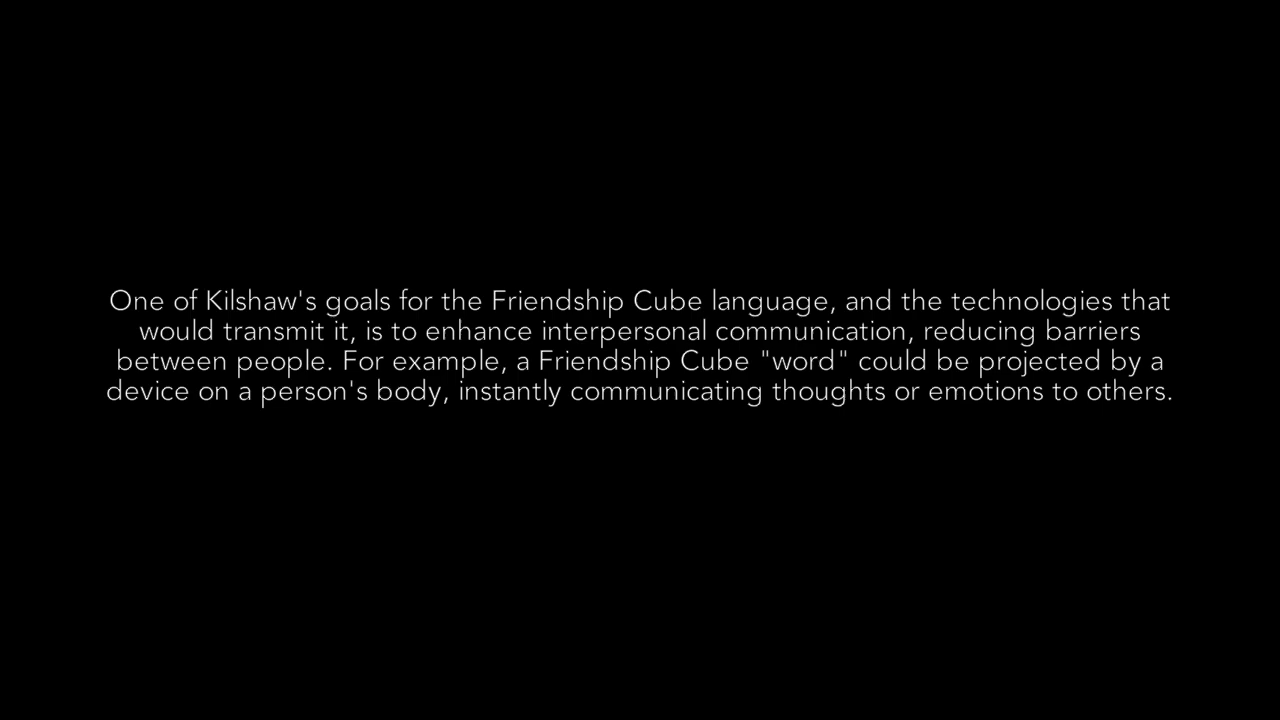 One of Kilshaw's goals for the Friendship Cube language, and the technologies that
would transmit it, is to enhance interpersonal communication, reducing barriers
between people. For example, a Friendship Cube "word" could be projected by a
device on a person's body, instantly communicating thoughts or emotions to others.